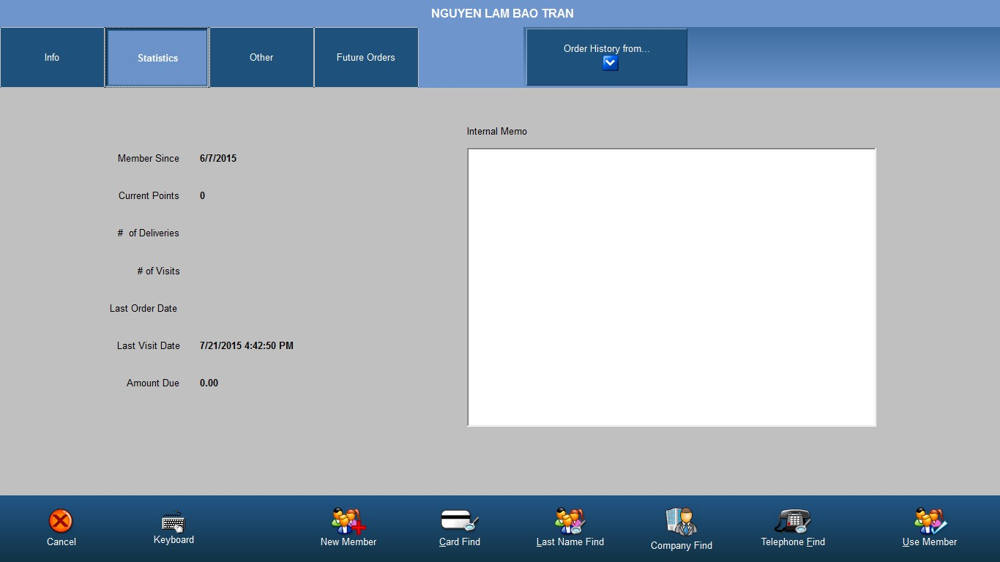 NGUYEN LAM BAO TRAN
Info
Statistics
Other
Future Orders
Order History from...
Internal Memo
Member Since 6/7/2015
Current Points 0
# of Deliveries
# of Visits
Last Order Date
Last Visit Date 7/21/2015 4:42:50 PM
Amount Due 0.00
Cancel
Keyboard
New Member
Card Find
Last Name Find
Company Find
Telephone Find
Use Member